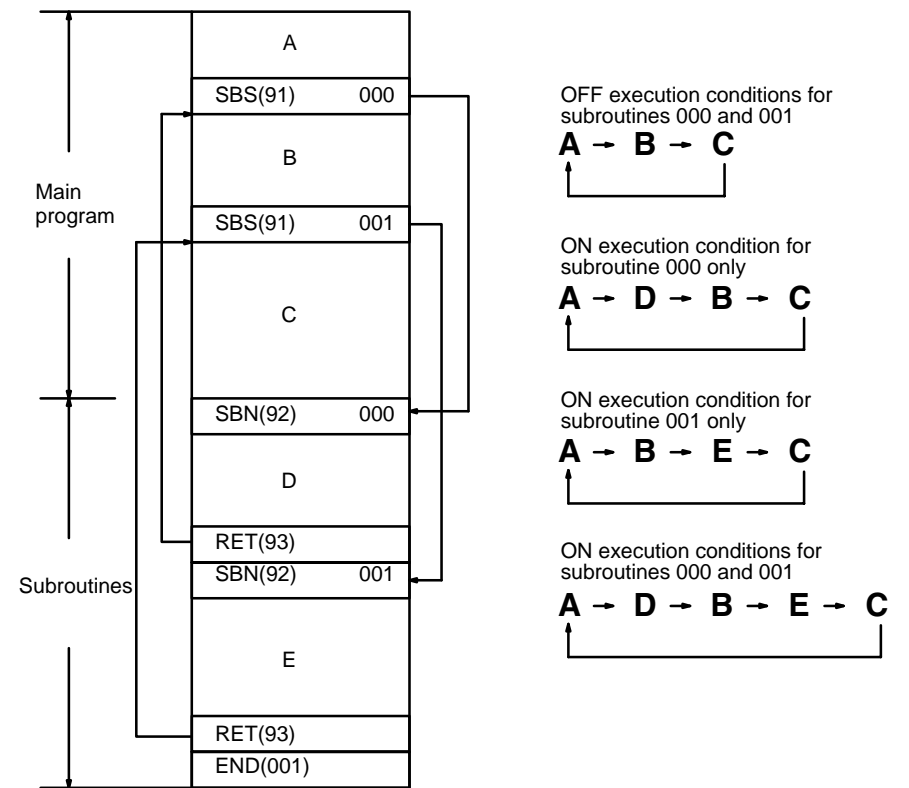 A
SBS(91) 000
B
Main
program
SBS(91) 001
C
SBN(92) 000
D
RET(93)
SBN(92) 001
Subroutines
E
RET(93)
END(001)
OFF execution conditions for
subroutines 000 and 001
A → B → C
ON execution condition for
subroutine 000 only
A → D → B → C
ON execution condition for
subroutine 001 only
A → B → E → C
ON execution conditions for
subroutines 000 and 001
A → D → B → E → C